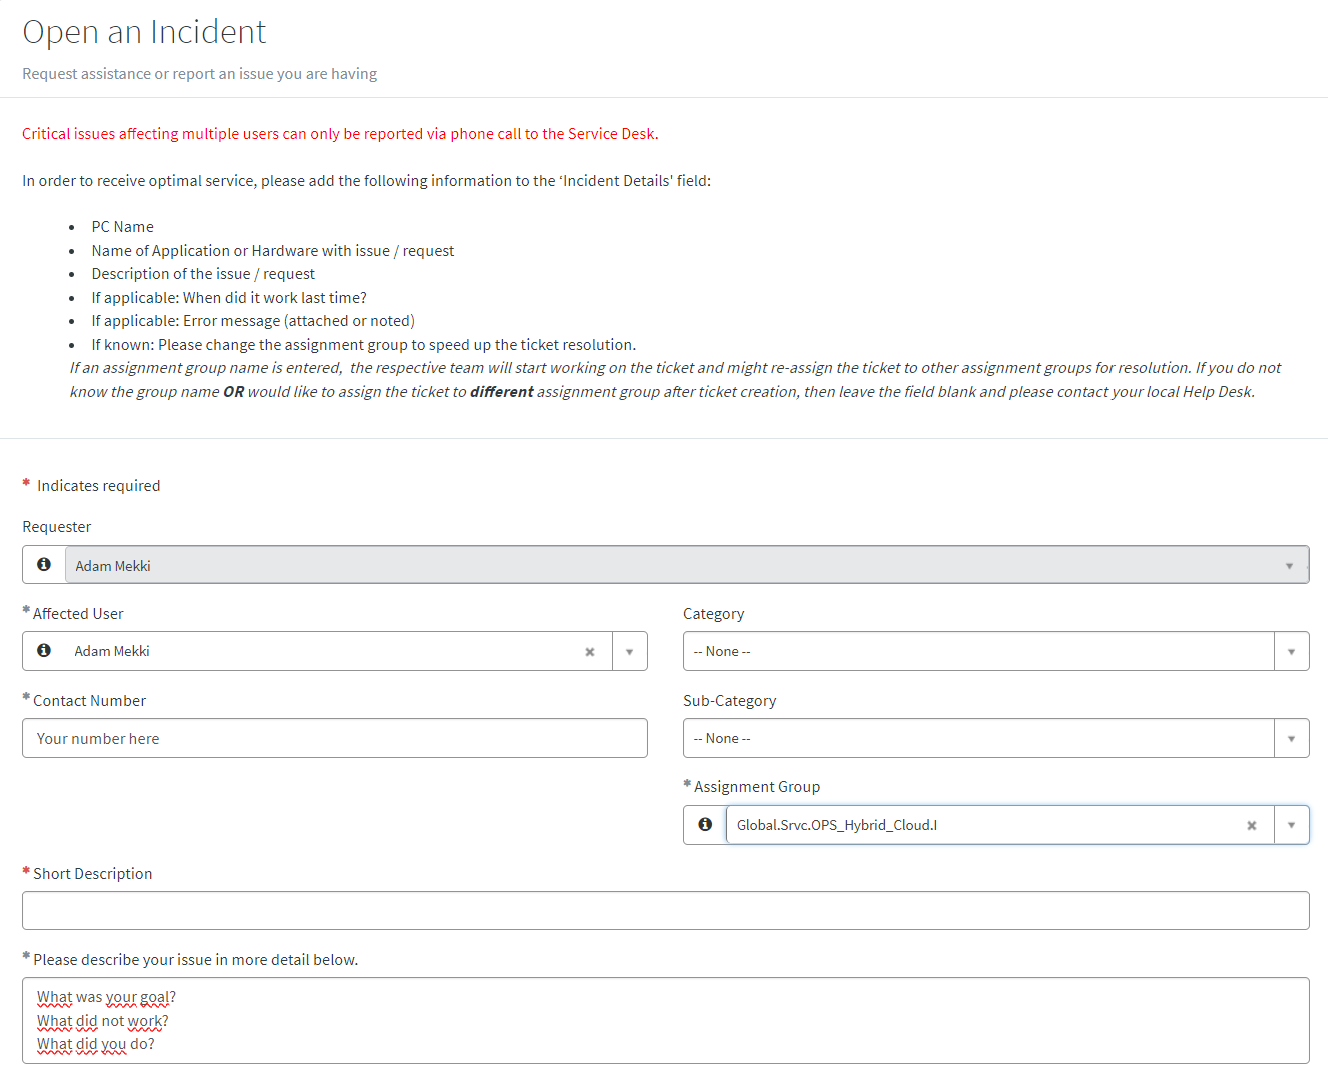 Open an Incident
Request assistance or report an issue you are having
Critical issues affecting multiple users can only be reported via phone call to the Service Desk.
In order to receive optimal service, please add the following information to the ‘Incident Details' field:
• PC Name
• Name of Application or Hardware with issue / request
• Description of the issue / request
• If applicable: When did it work last time?
• If applicable: Error message (attached or noted)
• If known: Please change the assignment group to speed up the ticket resolution.
If an assignment group name is entered,  the respective team will start working on the ticket and might re-assign the ticket to other assignment groups for resolution. If you do not
know the group name OR would like to assign the ticket to different assignment group after ticket creation, then leave the field blank and please contact your local Help Desk.
* Indicates required
Requester
Adam Mekki
* Affected User
Adam Mekki
Category
-- None --
* Contact Number
Your number here
Sub-Category
-- None --
* Assignment Group
Global.Srvc.OPS_Hybrid_Cloud.I
* Short Description
* Please describe your issue in more detail below.
What was your goal?
What did not work?
What did you do?